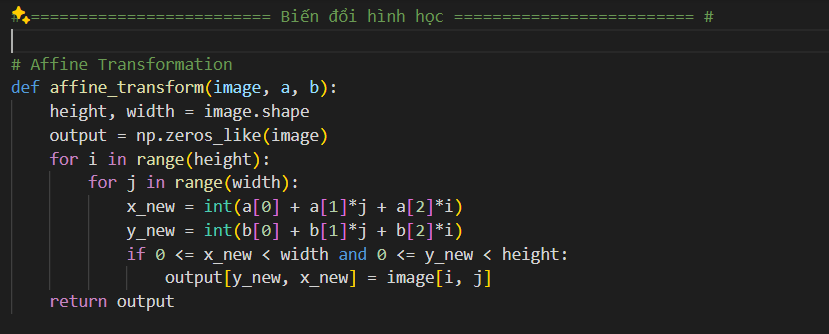 # ======================= Biến đổi hình học ======================= #
# Affine Transformation
def affine_transform(image, a, b):
    height, width = image.shape
    output = np.zeros_like(image)
    for i in range(height):
        for j in range(width):
            x_new = int(a[0] + a[1]*j + a[2]*i)
            y_new = int(b[0] + b[1]*j + b[2]*i)
            if 0 <= x_new < width and 0 <= y_new < height:
                output[y_new, x_new] = image[i, j]
    return output